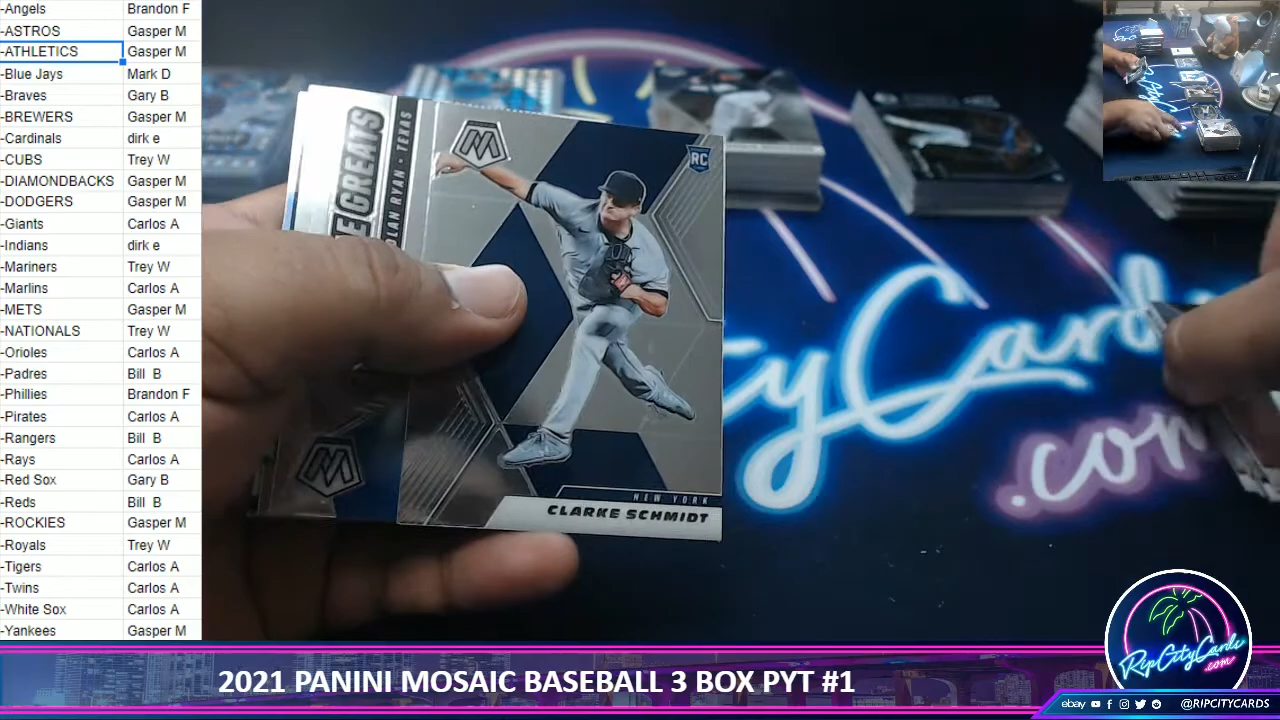 -Angels Brandon F
-ASTROS Gasper M
-ATHLETICS Gasper M
-Blue Jays Mark D
-Braves Gary B
-BREWERS Gasper M
-Cardinals dirk e
-CUBS Trey W
-DIAMONDBACKS Gasper M
-DODGERS Gasper M
-Giants Carlos A
-Indians dirk e
-Mariners Trey W
-Marlins Carlos A
-METS Gasper M
-NATIONALS Trey W
-Orioles Carlos A
-Padres Bill B
-Phillies Brandon F
-Pirates Carlos A
-Rangers Bill B
-Rays Carlos A
-Red Sox Gary B
-Reds Bill B
-ROCKIES Gasper M
-Royals Trey W
-Tigers Carlos A
-Twins Carlos A
-White Sox Carlos A
-Yankees Gasper M
GREATS
RYAN • TEXAS
M
RC
NEW YORK
CLARKE SCHMIDT
M
tyCards
.com
RipCityCards
.com
2021 PANINI MOSAIC BASEBALL 3 BOX PYT #1
ebay @RIPCITYCARDS